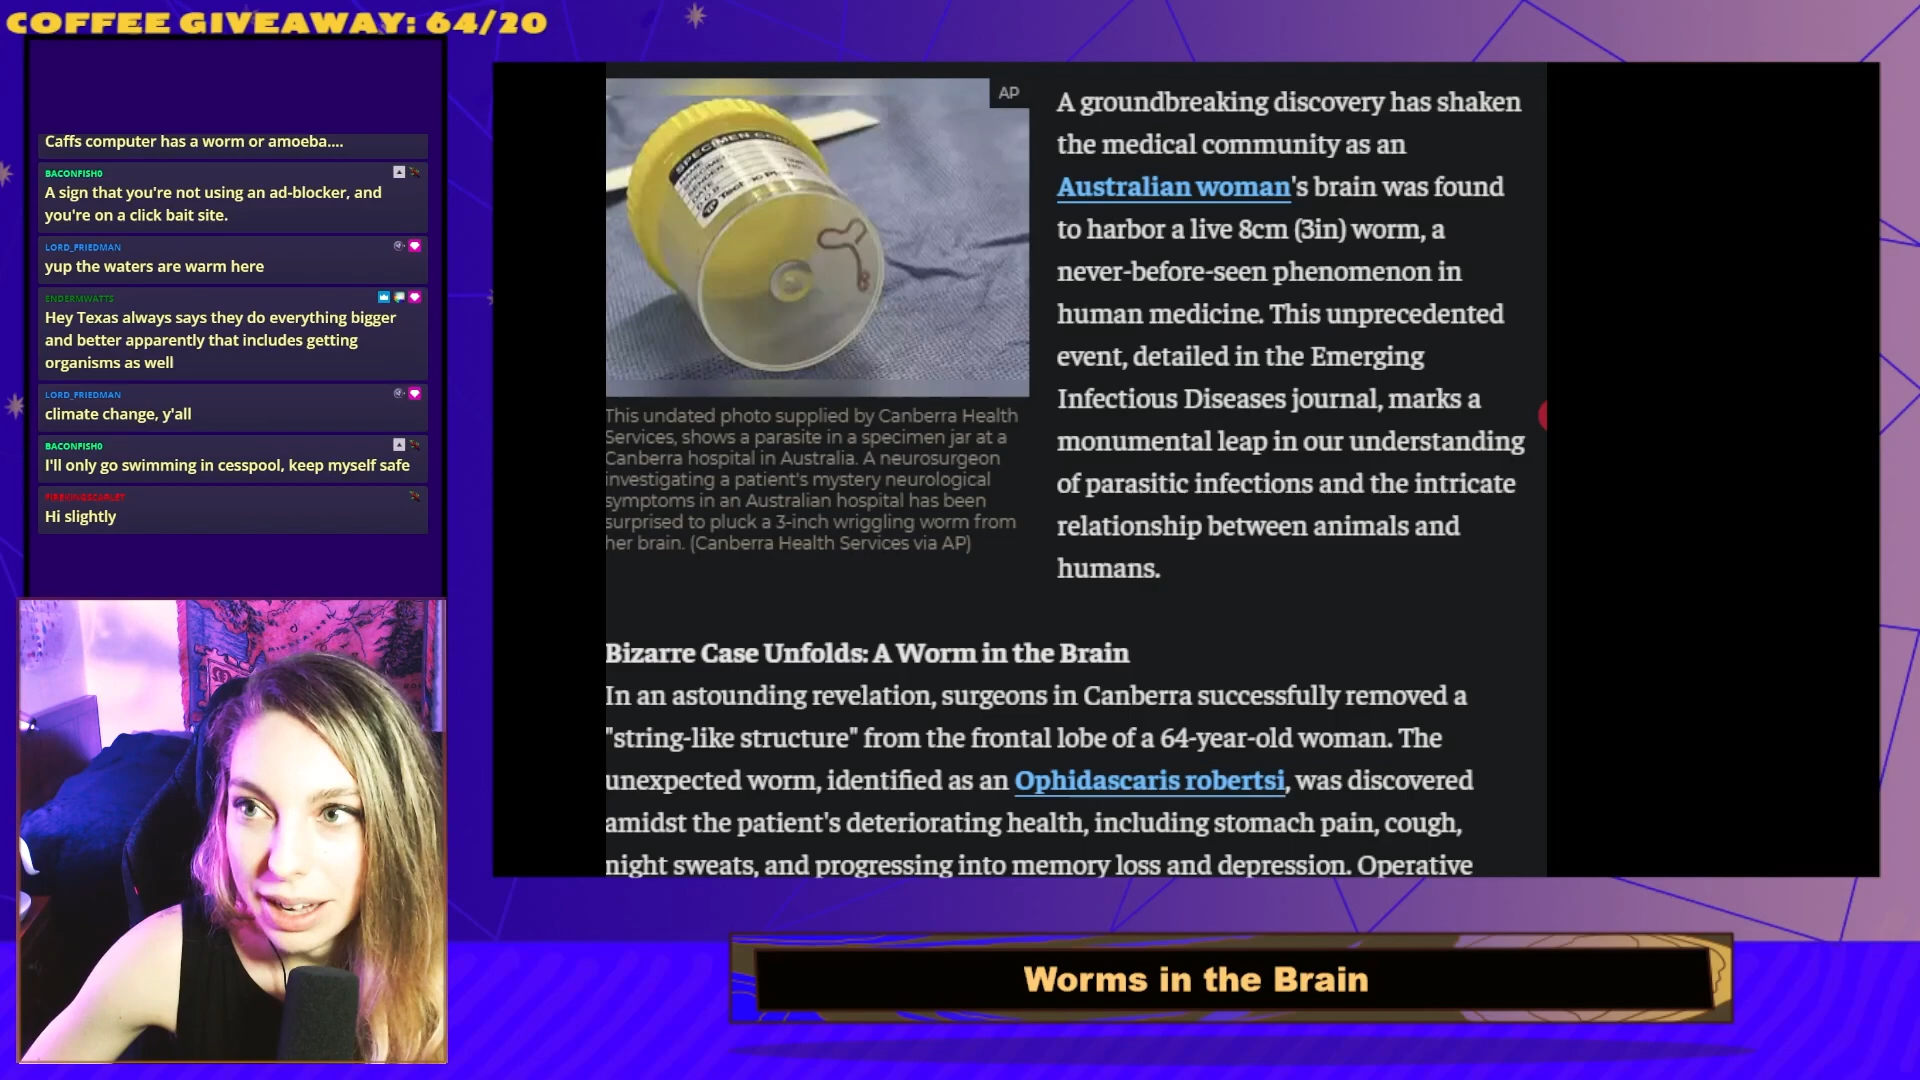 COFFEE GIVEAWAY: 64/20
Caffs computer has a worm or amoeba....
BACONFISH0
A sign that you're not using an ad-blocker, and
you're on a click bait site.
LORD_FRIEDMAN
yup the waters are warm here
ENDERMWATTS
Hey Texas always says they do everything bigger
and better apparently that includes getting
organisms as well
LORD_FRIEDMAN
climate change, y'all
BACONFISH0
I'll only go swimming in cesspool, keep myself safe
FIREKINGSCARLET
Hi slightly
AP
SPECIMEN
This undated photo supplied by Canberra Health
Services, shows a parasite in a specimen jar at a
Canberra hospital in Australia. A neurosurgeon
investigating a patient's mystery neurological
symptoms in an Australian hospital has been
surprised to pluck a 3-inch wriggling worm from
her brain. (Canberra Health Services via AP)
A groundbreaking discovery has shaken
the medical community as an
Australian woman's brain was found
to harbor a live 8cm (3in) worm, a
never-before-seen phenomenon in
human medicine. This unprecedented
event, detailed in the Emerging
Infectious Diseases journal, marks a
monumental leap in our understanding
of parasitic infections and the intricate
relationship between animals and
humans.
Bizarre Case Unfolds: A Worm in the Brain
In an astounding revelation, surgeons in Canberra successfully removed a
"string-like structure" from the frontal lobe of a 64-year-old woman. The
unexpected worm, identified as an Ophidascaris robertsi, was discovered
amidst the patient's deteriorating health, including stomach pain, cough,
night sweats, and progressing into memory loss and depression. Operative
Worms in the Brain